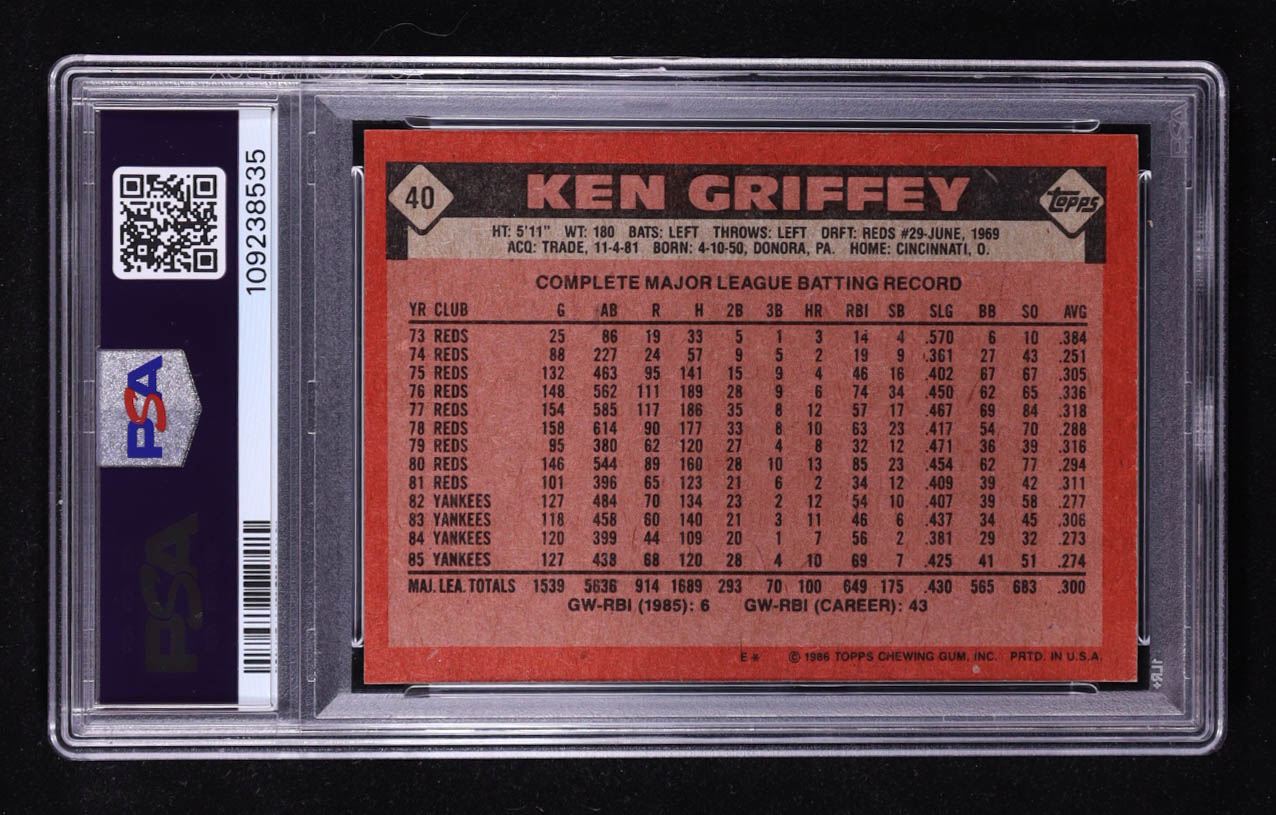 40
KEN GRIFFEY
topps
HT: 5'11" WT: 180 BATS: LEFT THROWS: LEFT DRFT: REDS #29-JUNE, 1969
ACQ: TRADE, 11-4-81 BORN: 4-10-50, DONORA, PA. HOME: CINCINNATI, O.
COMPLETE MAJOR LEAGUE BATTING RECORD
YR CLUB G AB R H 2B 3B HR RBI SB SLG BB SO AVG
73 REDS 25 86 19 33 5 1 3 14 4 .570 6 10 .384
74 REDS 88 227 24 57 9 5 2 19 9 .361 27 43 .251
75 REDS 132 463 95 141 15 9 4 46 16 .402 67 67 .305
76 REDS 148 562 111 189 28 9 6 74 34 .450 62 65 .336
77 REDS 154 585 117 186 35 8 12 57 17 .467 69 84 .318
78 REDS 158 614 90 177 33 8 10 63 23 .417 54 70 .288
79 REDS 95 380 62 120 27 4 8 32 12 .471 36 39 .316
80 REDS 146 544 89 160 28 10 13 85 23 .454 62 77 .294
81 REDS 101 396 65 123 21 6 2 34 12 .409 39 42 .311
82 YANKEES 127 484 70 134 23 2 12 54 10 .407 39 58 .277
83 YANKEES 118 458 60 140 21 3 11 46 6 .437 34 45 .306
84 YANKEES 120 399 44 109 20 1 7 56 2 .381 29 32 .273
85 YANKEES 127 438 68 120 28 4 10 69 7 .425 41 51 .274
MAJ. LEA. TOTALS 1539 5636 914 1689 293 70 100 649 175 .430 565 683 .300
GW-RBI (1985): 6 GW-RBI (CAREER): 43
E* © 1986 TOPPS CHEWING GUM, INC. PRTD. IN U.S.A.
109238535
PSA
PSA
PSA
1LR+